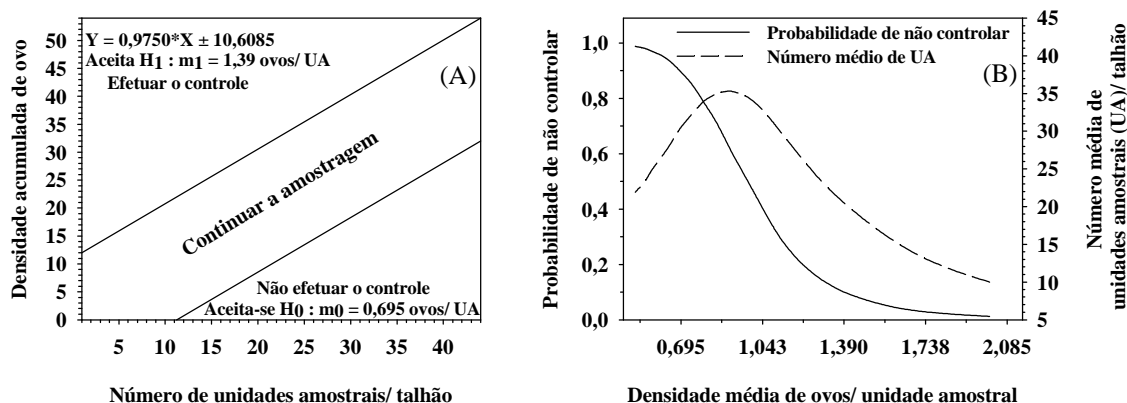 Densidade acumulada de ovo
50
45
40
35
30
25
20
15
10
5
0
Y = 0,9750*X ± 10,6085
Aceita H1 : m1 = 1,39 ovos/ UA
Efetuar o controle
(A)
Continuar a amostragem
Não efetuar o controle
Aceita-se H0 : m0 = 0,695 ovos/ UA
5 10 15 20 25 30 35 40
Número de unidades amostrais/ talhão
Probabilidade de não controlar
1,0
0,8
0,6
0,4
0,2
0,0
Probabilidade de não controlar
Número médio de UA
(B)
45
40
35
30
25
20
15
10
5
Número média de
unidades amostrais (UA)/ talhão
0,695 1,043 1,390 1,738 2,085
Densidade média de ovos/ unidade amostral